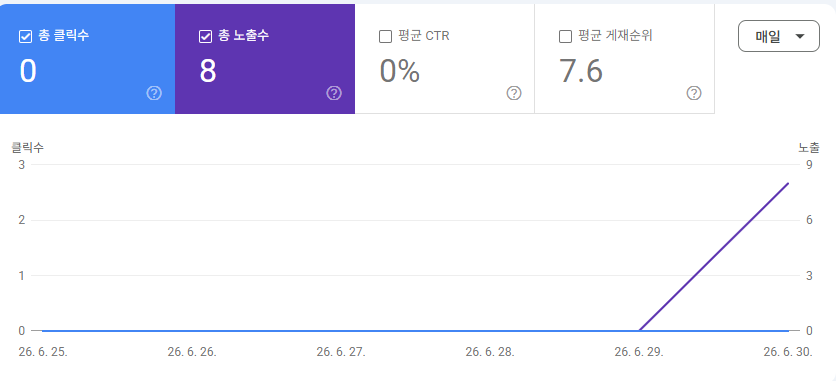 총 클릭수
총 노출수
평균 CTR
평균 게재순위
매일
0
8
0%
7.6
클릭수
노출
3
9
2
6
1
3
0
0
26. 6. 25.
26. 6. 26.
26. 6. 27.
26. 6. 28.
26. 6. 29.
26. 6. 30.